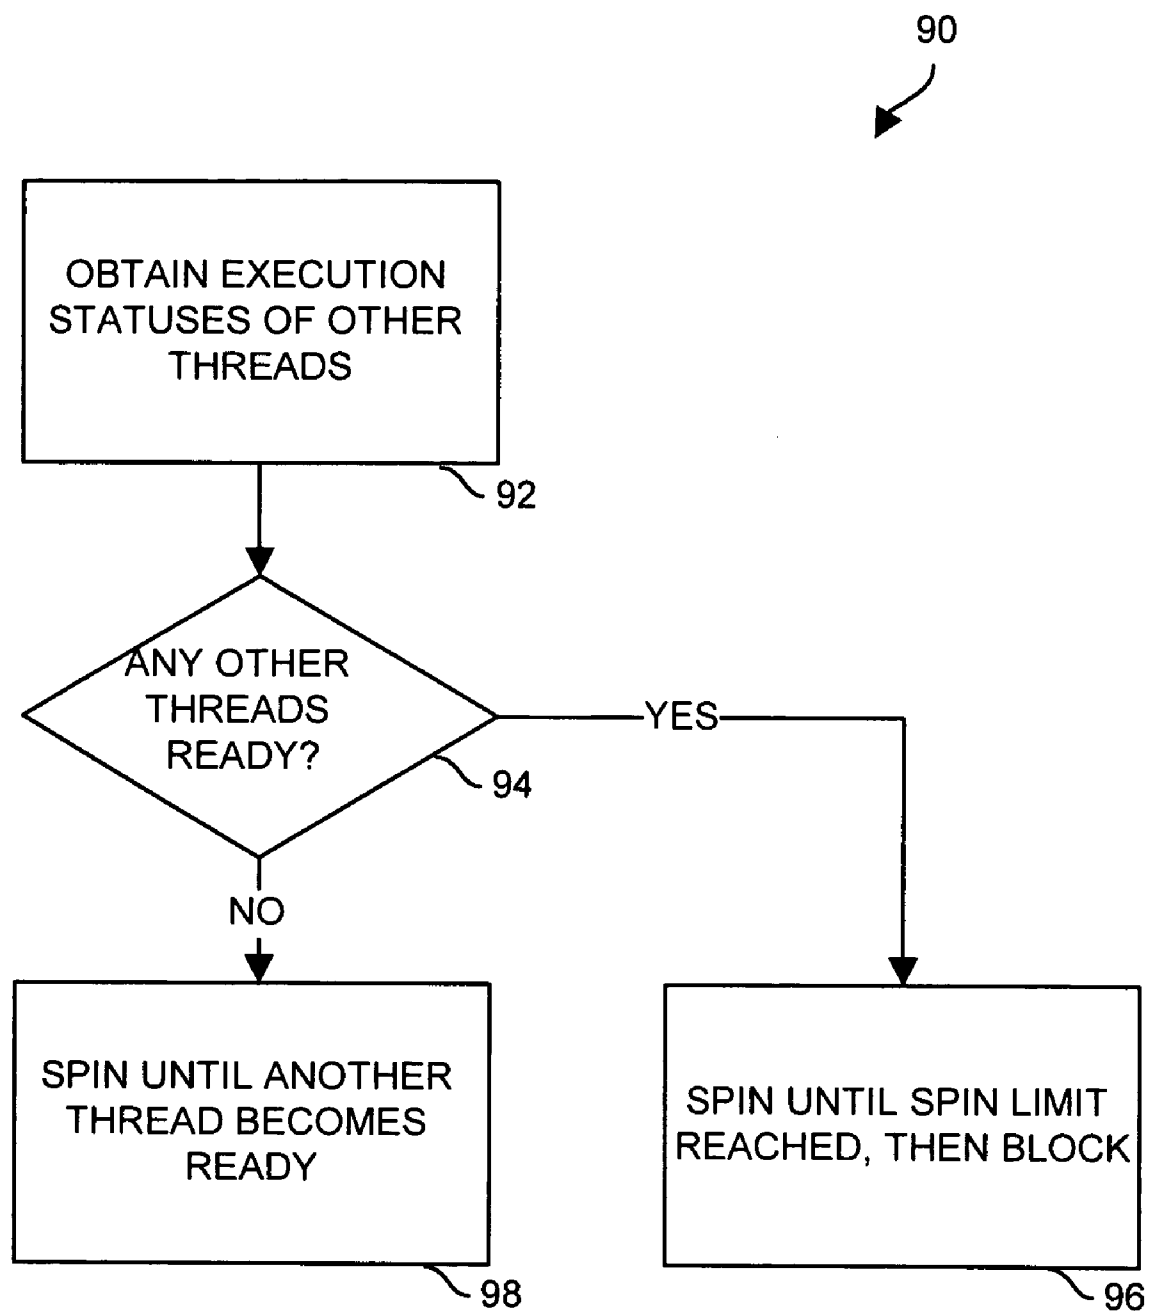 90
OBTAIN EXECUTION
STATUSES OF OTHER
THREADS
92
ANY OTHER
THREADS
READY?
YES
94
NO
SPIN UNTIL ANOTHER
THREAD BECOMES
READY
98
SPIN UNTIL SPIN LIMIT
REACHED, THEN BLOCK
96